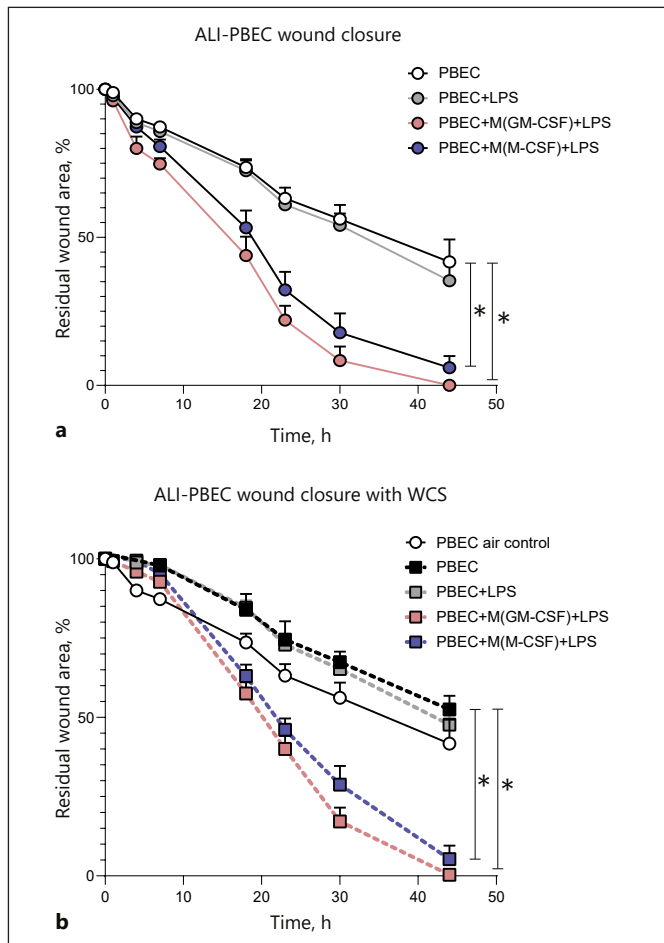 ALI-PBEC wound closure
PBEC
PBEC+LPS
PBEC+M(GM-CSF)+LPS
PBEC+M(M-CSF)+LPS
Residual wound area, %
100
50
0
0 10 20 30 40 50
Time, h
* *
a
ALI-PBEC wound closure with WCS
PBEC air control
PBEC
PBEC+LPS
PBEC+M(GM-CSF)+LPS
PBEC+M(M-CSF)+LPS
Residual wound area, %
100
50
0
0 10 20 30 40 50
Time, h
* *
b